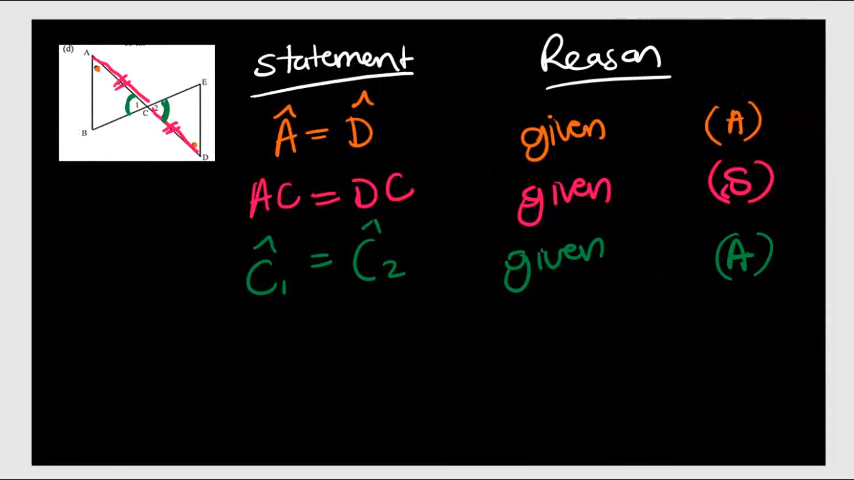 (d)
A
E
1
2
C
B
D
Statement Reason
Â = D̂ given (A)
AC = DC given (S)
Ĉ₁ = Ĉ₂ given (A)